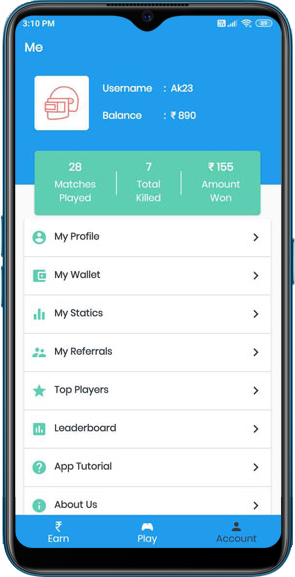 3:10 PM
Me
Username : Ak23
Balance : ₹ 890
28 7 ₹ 155
Matches Total Amount
Played Killed Won
My Profile
My Wallet
My Statics
My Referrals
Top Players
Leaderboard
App Tutorial
About Us
₹
Earn Play Account